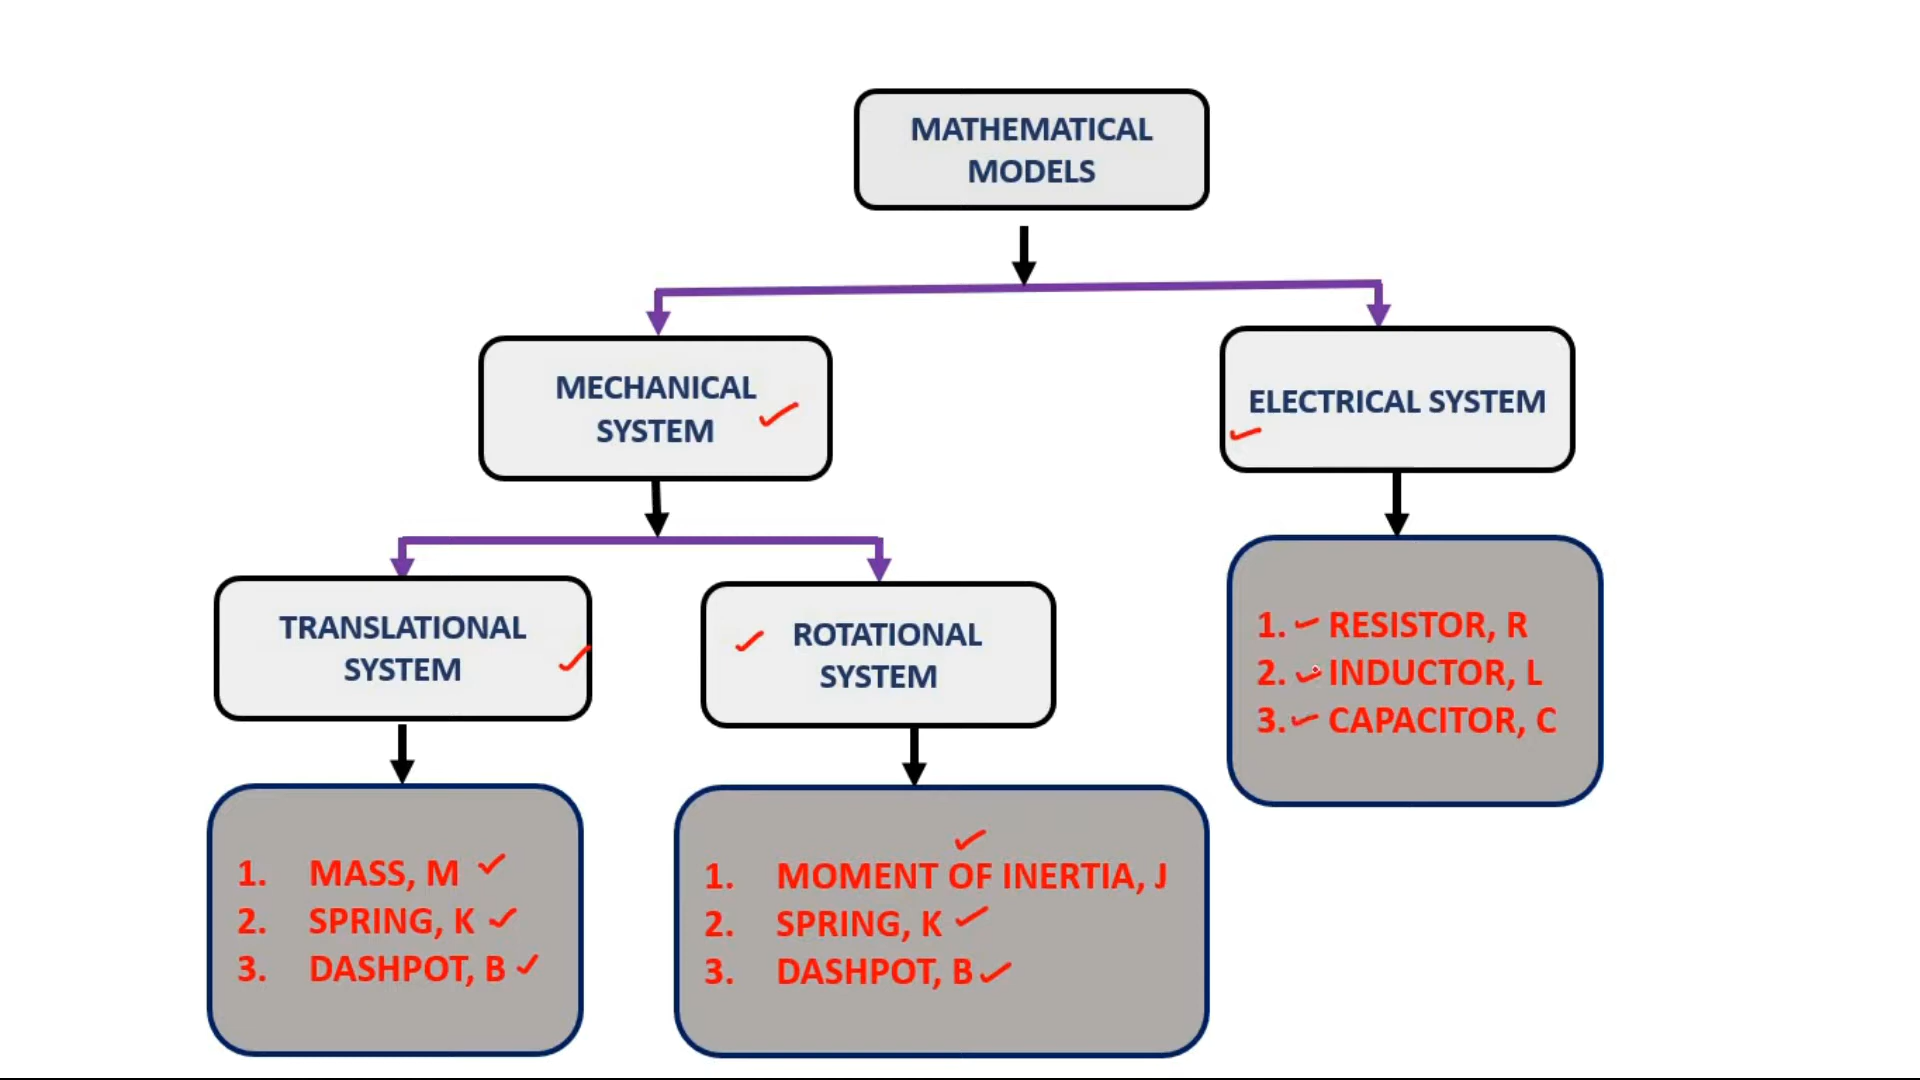 MATHEMATICAL
MODELS
MECHANICAL
SYSTEM
ELECTRICAL SYSTEM
TRANSLATIONAL
SYSTEM
ROTATIONAL
SYSTEM
1. RESISTOR, R
2. INDUCTOR, L
3. CAPACITOR, C
1. MASS, M
2. SPRING, K
3. DASHPOT, B
1. MOMENT OF INERTIA, J
2. SPRING, K
3. DASHPOT, B